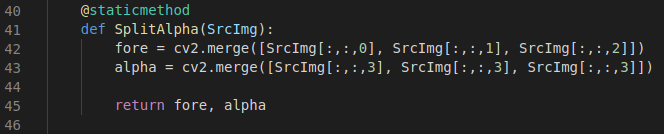 40 @staticmethod
41 def SplitAlpha(SrcImg):
42 fore = cv2.merge([SrcImg[:,:,0], SrcImg[:,:,1], SrcImg[:,:,2]])
43 alpha = cv2.merge([SrcImg[:,:,3], SrcImg[:,:,3], SrcImg[:,:,3]])
44
45 return fore, alpha
46